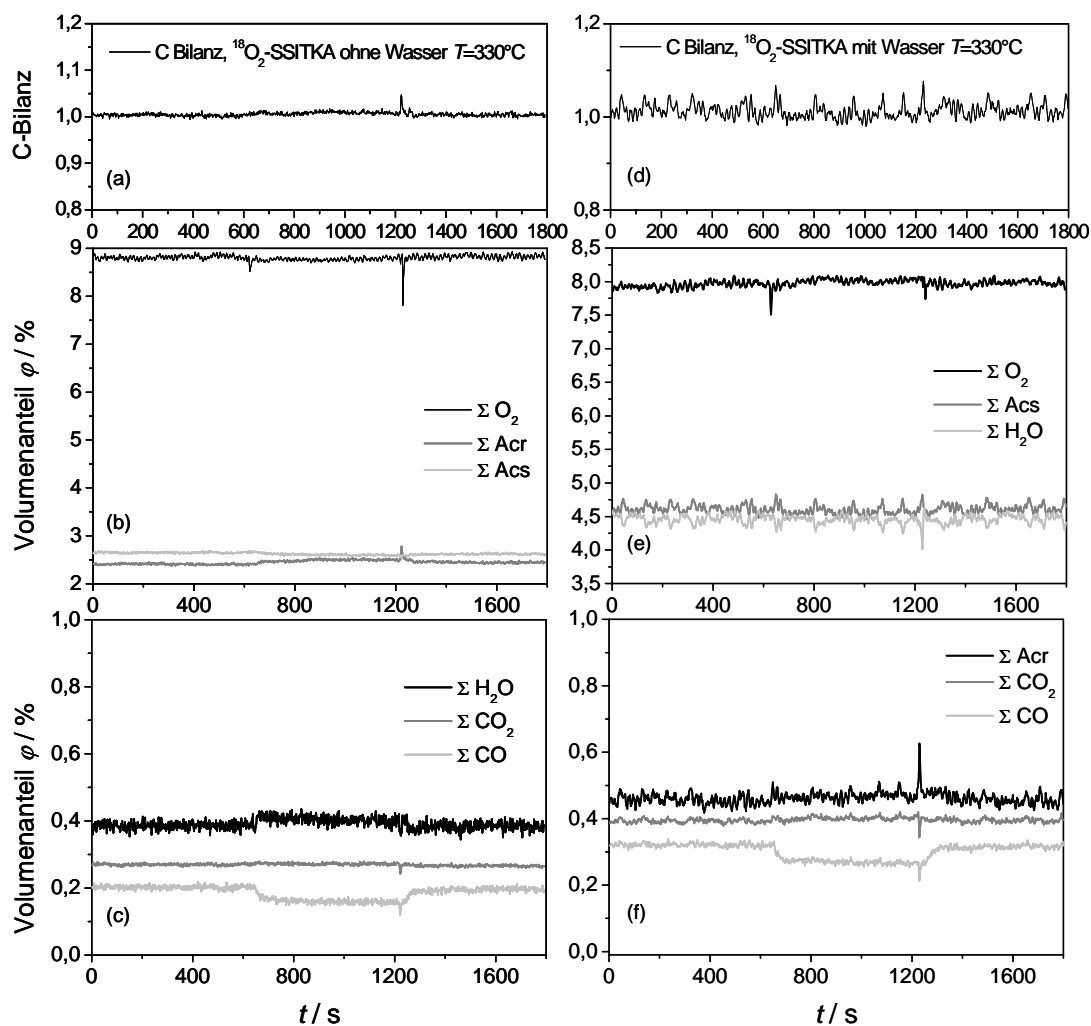 C Bilanz, ¹⁸O₂-SSITKA ohne Wasser T=330°C
C-Bilanz
1,2
1,1
1,0
0,9
0,8
(a)
0 200 400 600 800 1000 1200 1400 1600 1800
C Bilanz, ¹⁸O₂-SSITKA mit Wasser T=330°C
1,2
1,0
0,8
(d)
0 200 400 600 800 1000 1200 1400 1600 1800
Volumenanteil φ / %
9
8
7
6
5
4
3
2
Σ O₂
Σ Acr
Σ Acs
(b)
0 400 800 1200 1600
8,5
8,0
7,5
7,0
6,5
6,0
5,5
5,0
4,5
4,0
3,5
Σ O₂
Σ Acs
Σ H₂O
(e)
0 400 800 1200 1600
Volumenanteil φ / %
1,0
0,8
0,6
0,4
0,2
0,0
Σ H₂O
Σ CO₂
Σ CO
(c)
0 400 800 1200 1600
t / s
1,0
0,8
0,6
0,4
0,2
0,0
Σ Acr
Σ CO₂
Σ CO
(f)
0 400 800 1200 1600
t / s